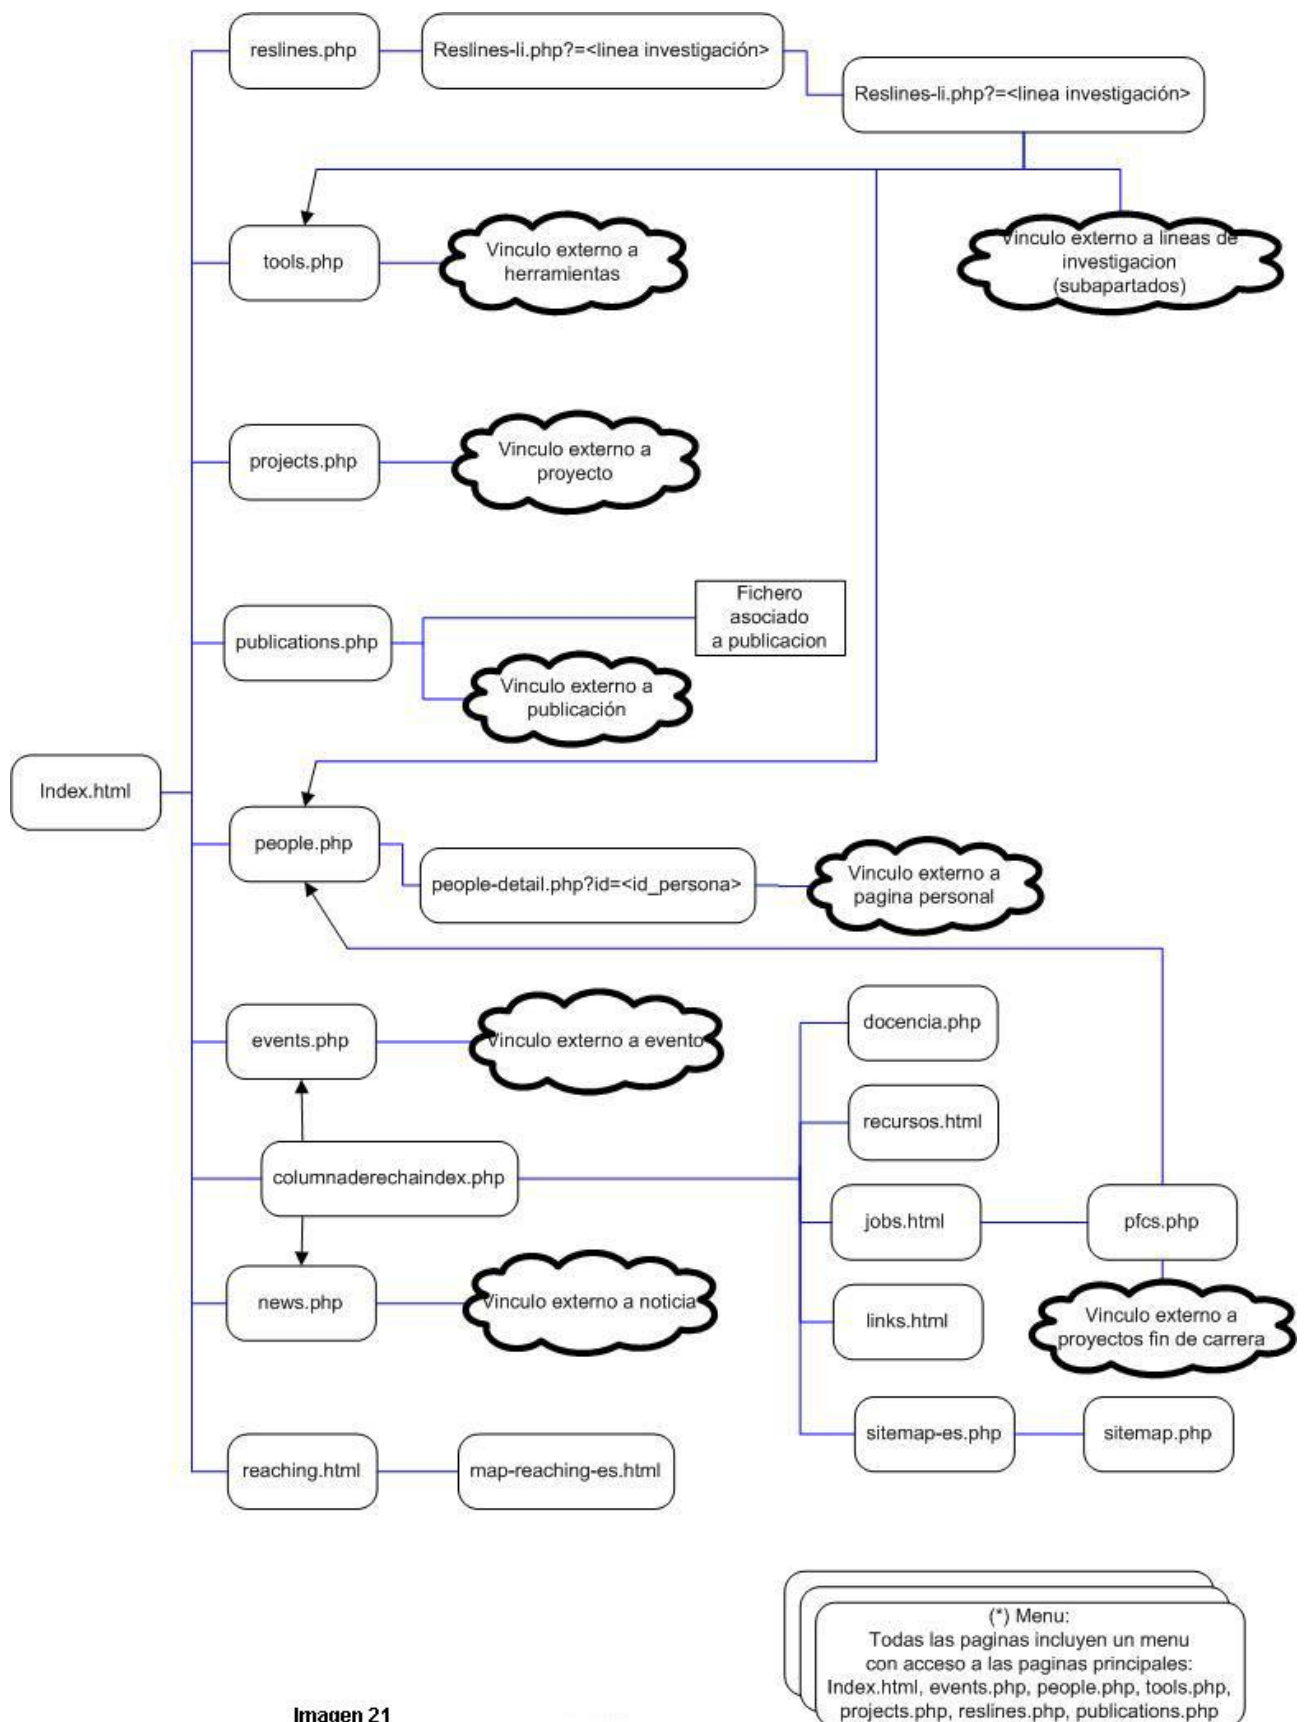 reslines.php
Reslines-li.php?=<linea investigación>
Reslines-li.php?=<linea investigación>
tools.php
Vinculo externo a
herramientas
Vinculo externo a lineas de
investigacion
(subapartados)
projects.php
Vinculo externo a
proyecto
publications.php
Fichero
asociado
a publicacion
Vinculo externo a
publicación
Index.html
people.php
people-detail.php?id=<id_persona>
Vinculo externo a
pagina personal
events.php
Vinculo externo a evento
docencia.php
recursos.html
columnaderechaindex.php
jobs.html
pfcs.php
news.php
Vinculo externo a noticia
links.html
Vinculo externo a
proyectos fin de carrera
sitemap-es.php
sitemap.php
reaching.html
map-reaching-es.html
(*) Menu:
Todas las paginas incluyen un menu
con acceso a las paginas principales:
Index.html, events.php, people.php, tools.php,
projects.php, reslines.php, publications.php
Imagen 21